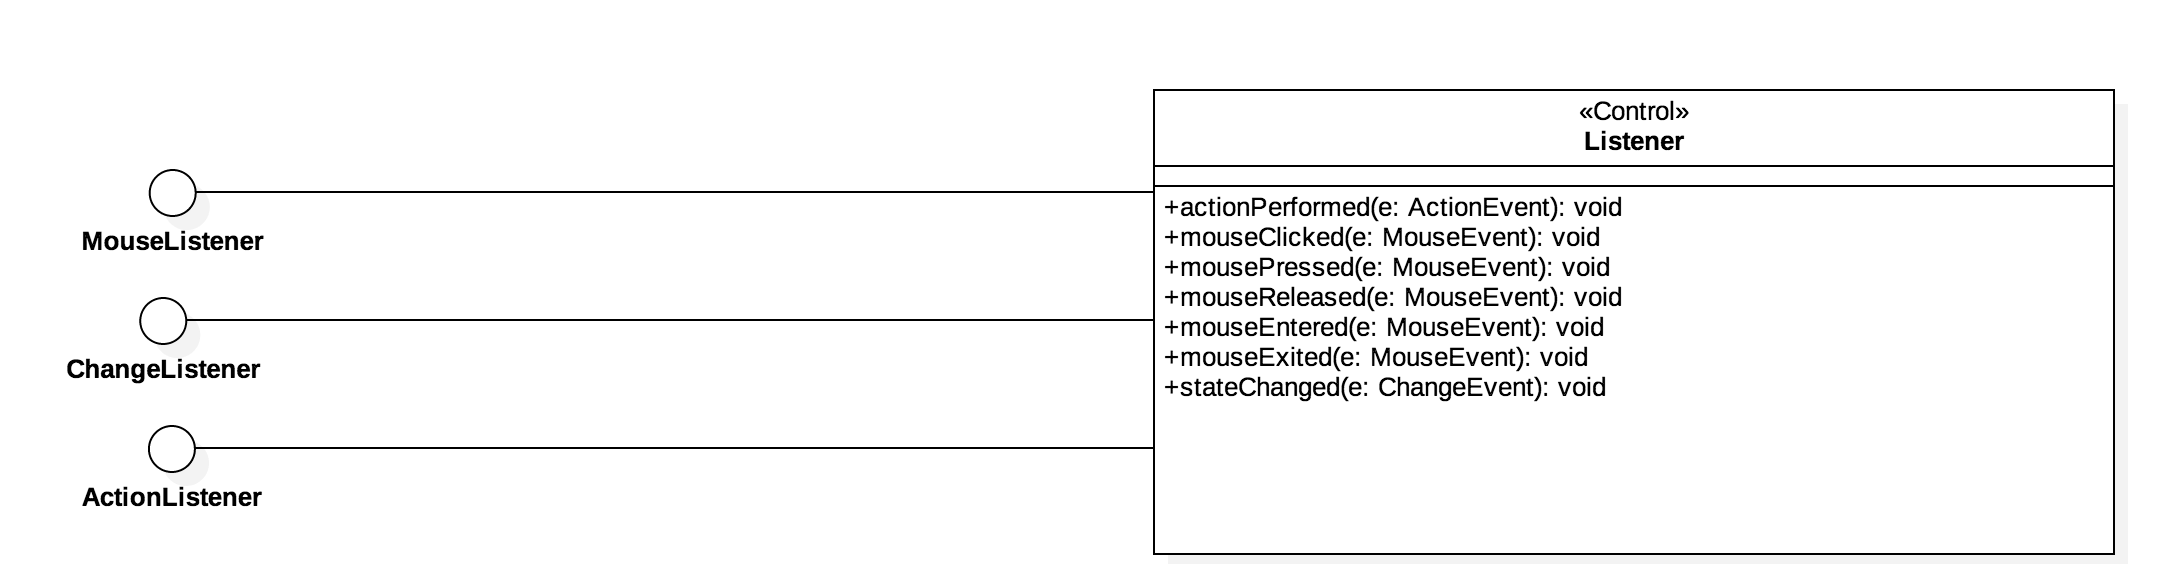 «Control»
Listener
MouseListener
ChangeListener
ActionListener
+actionPerformed(e: ActionEvent): void
+mouseClicked(e: MouseEvent): void
+mousePressed(e: MouseEvent): void
+mouseReleased(e: MouseEvent): void
+mouseEntered(e: MouseEvent): void
+mouseExited(e: MouseEvent): void
+stateChanged(e: ChangeEvent): void